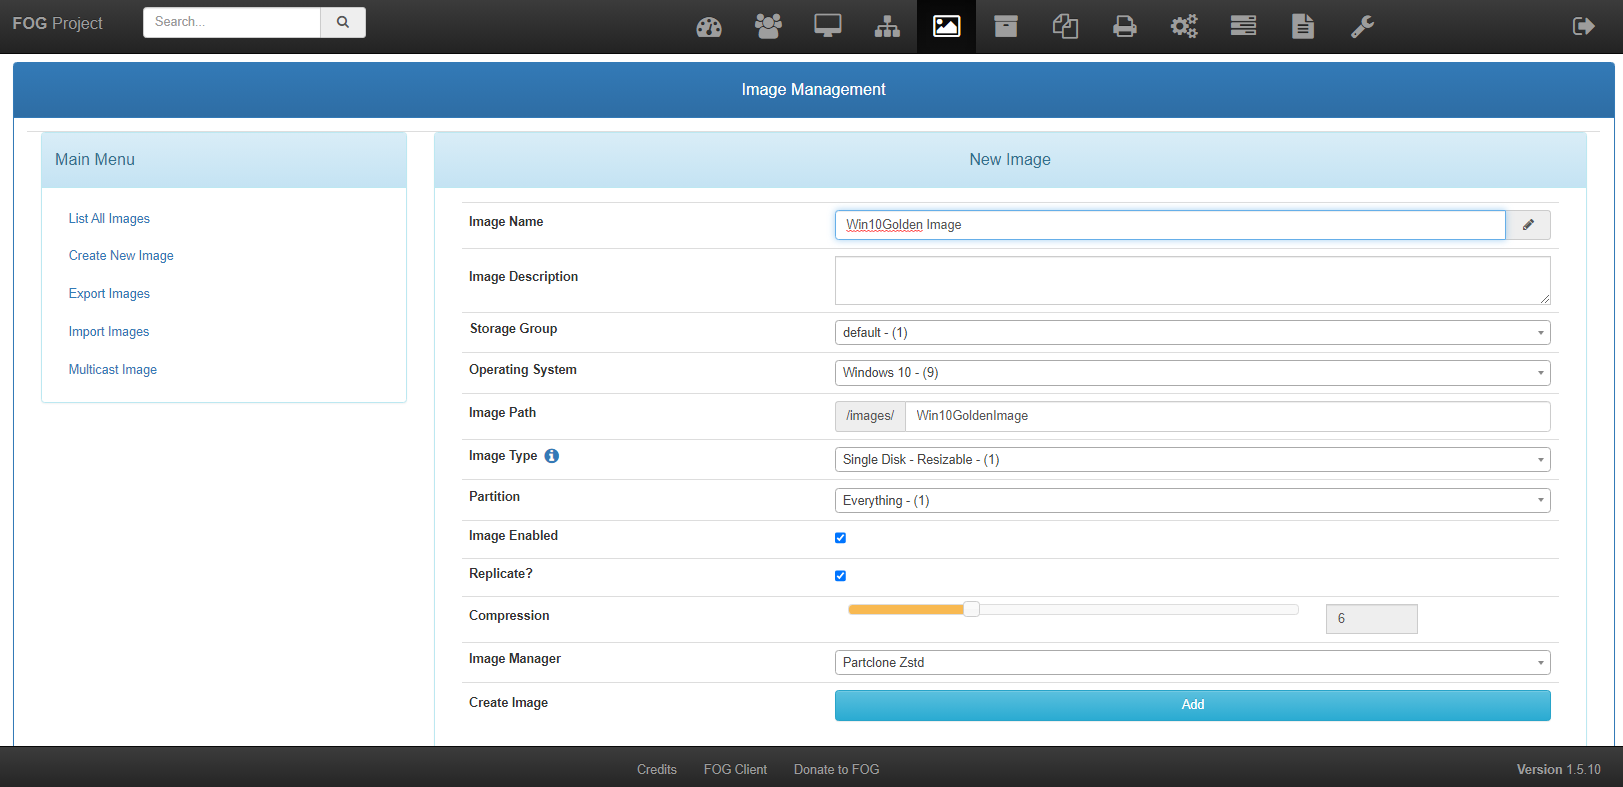 FOG Project
Search...
Image Management
Main Menu
List All Images
Create New Image
Export Images
Import Images
Multicast Image
New Image
Image Name
Win10Golden Image
Image Description
Storage Group
default - (1)
Operating System
Windows 10 - (9)
Image Path
/images/ Win10GoldenImage
Image Type
Single Disk - Resizable - (1)
Partition
Everything - (1)
Image Enabled
Replicate?
Compression
6
Image Manager
Partclone Zstd
Create Image
Add
Credits FOG Client Donate to FOG
Version 1.5.10